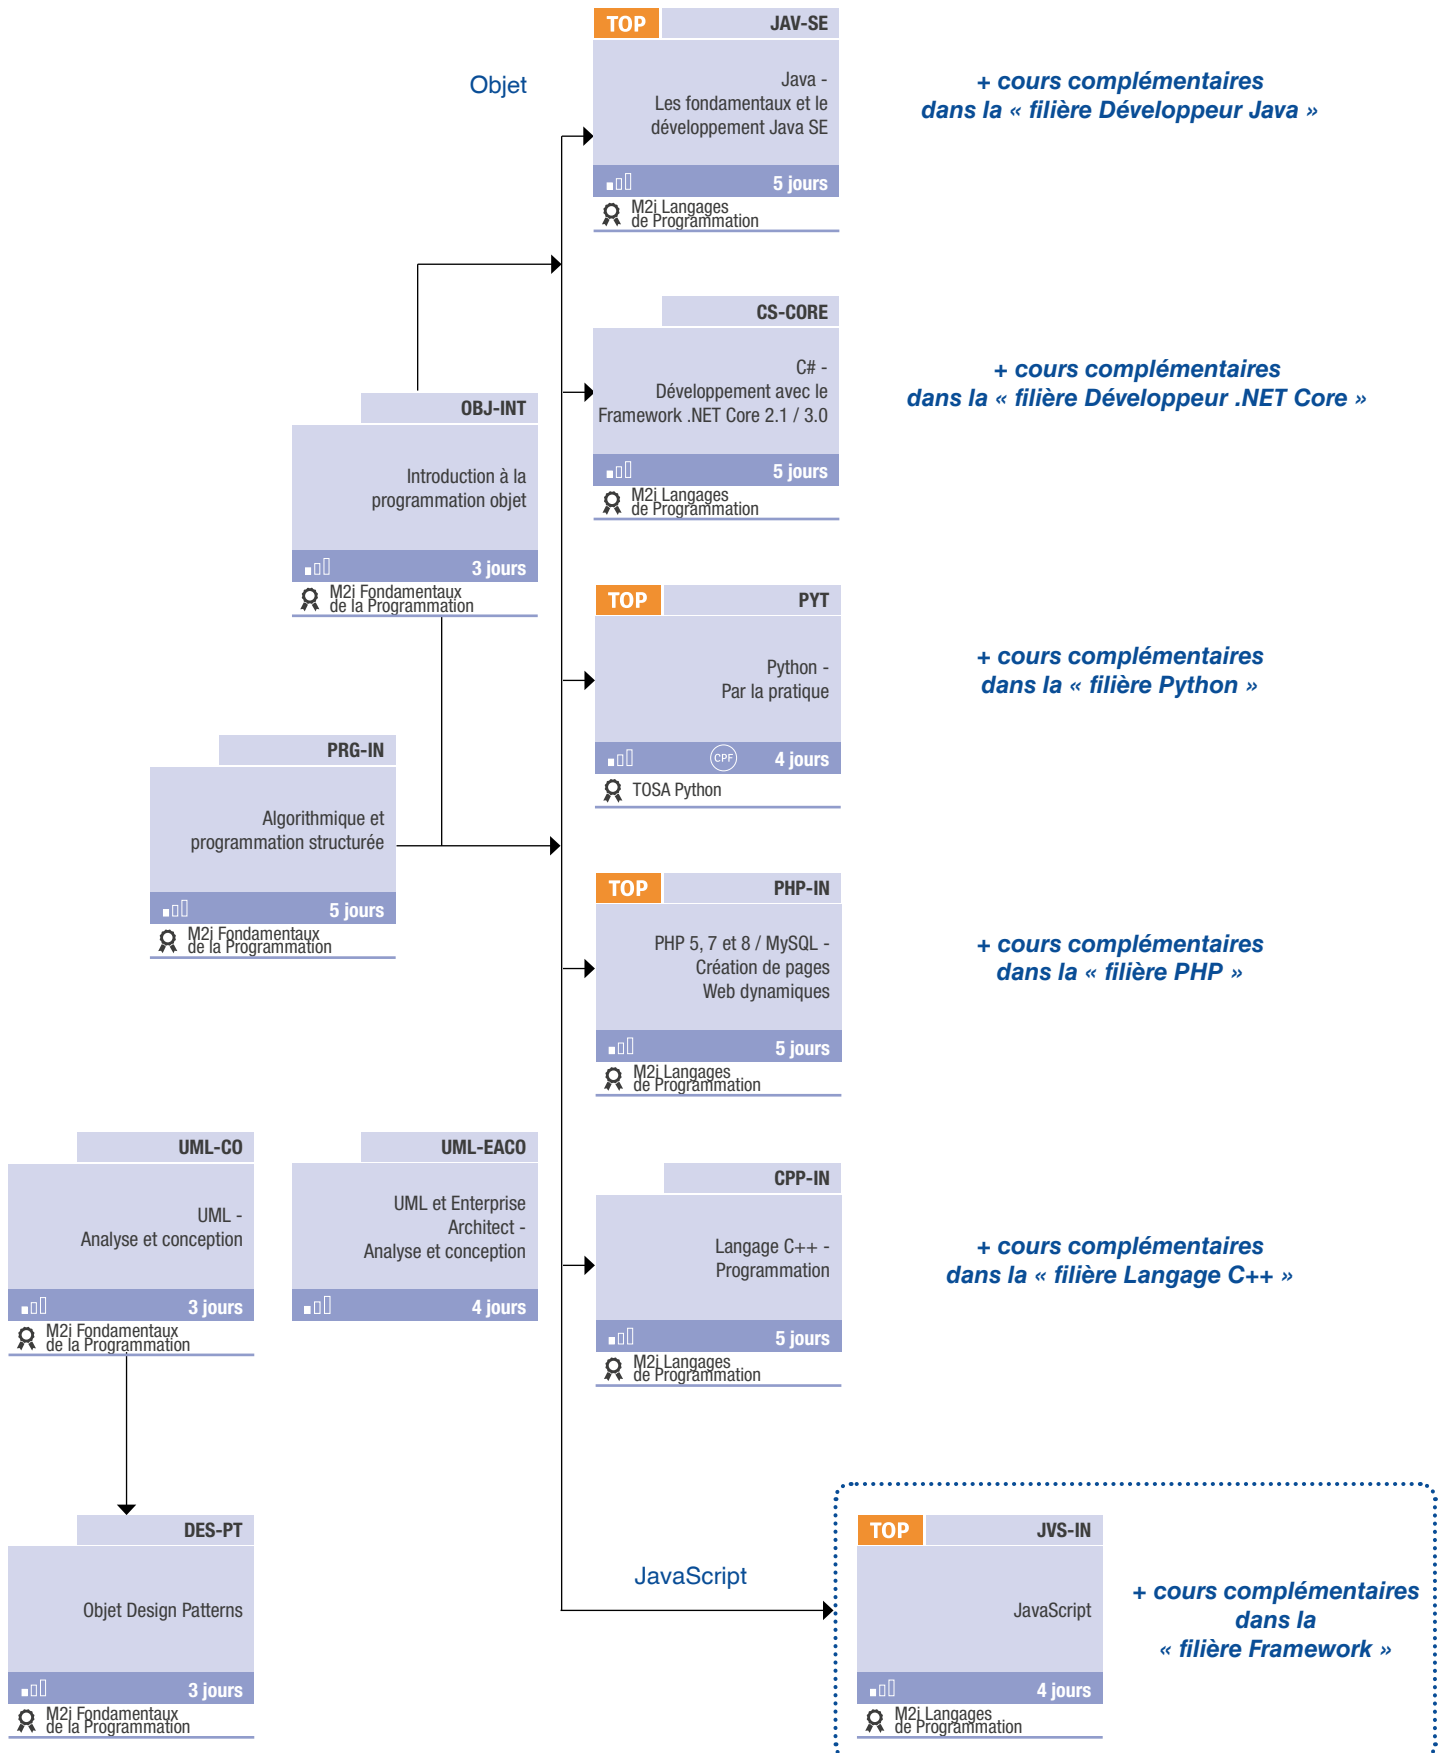 TOP
JAV-SE
Objet
Java -
Les fondamentaux et le
développement Java SE
5 jours
M2i Langages
de Programmation
+ cours complémentaires
dans la « filière Développeur Java »
CS-CORE
C# -
Développement avec le
Framework .NET Core 2.1 / 3.0
5 jours
M2i Langages
de Programmation
+ cours complémentaires
dans la « filière Développeur .NET Core »
OBJ-INT
Introduction à la
programmation objet
3 jours
M2i Fondamentaux
de la Programmation
TOP
PYT
Python -
Par la pratique
CPF
4 jours
TOSA Python
+ cours complémentaires
dans la « filière Python »
PRG-IN
Algorithmique et
programmation structurée
5 jours
M2i Fondamentaux
de la Programmation
TOP
PHP-IN
PHP 5, 7 et 8 / MySQL -
Création de pages
Web dynamiques
5 jours
M2i Langages
de Programmation
+ cours complémentaires
dans la « filière PHP »
UML-CO
UML -
Analyse et conception
3 jours
M2i Fondamentaux
de la Programmation
UML-EACO
UML et Enterprise
Architect -
Analyse et conception
4 jours
CPP-IN
Langage C++ -
Programmation
5 jours
M2i Langages
de Programmation
+ cours complémentaires
dans la « filière Langage C++ »
DES-PT
Objet Design Patterns
3 jours
M2i Fondamentaux
de la Programmation
JavaScript
TOP
JVS-IN
JavaScript
4 jours
M2i Langages
de Programmation
+ cours complémentaires
dans la
« filière Framework »